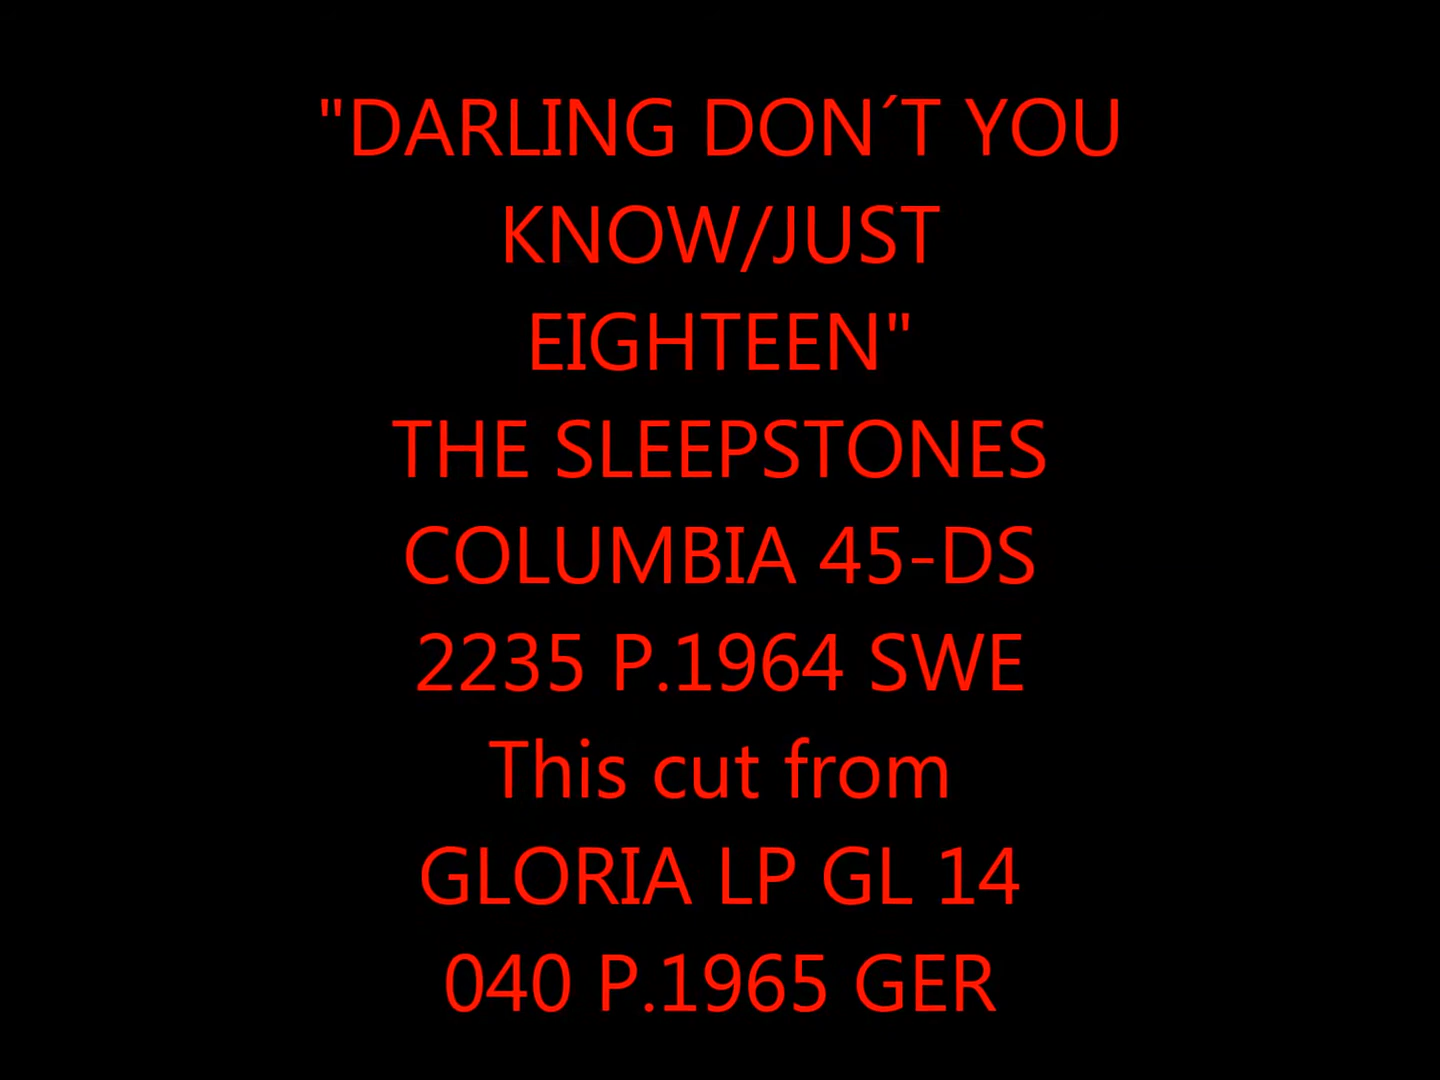 "DARLING DON´T YOU
KNOW/JUST
EIGHTEEN"
THE SLEEPSTONES
COLUMBIA 45-DS
2235 P.1964 SWE
This cut from
GLORIA LP GL 14
040 P.1965 GER